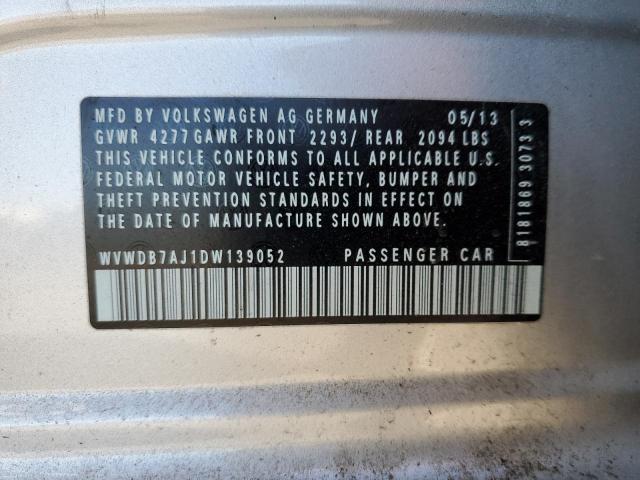 MFD BY VOLKSWAGEN AG GERMANY 05/13
GVWR 4277 GAWR FRONT 2293/ REAR 2094 LBS
THIS VEHICLE CONFORMS TO ALL APPLICABLE U.S.
FEDERAL MOTOR VEHICLE SAFETY, BUMPER AND
THEFT PREVENTION STANDARDS IN EFFECT ON
THE DATE OF MANUFACTURE SHOWN ABOVE.
WVWDB7AJ1DW139052 PASSENGER CAR
8181869 3073 3